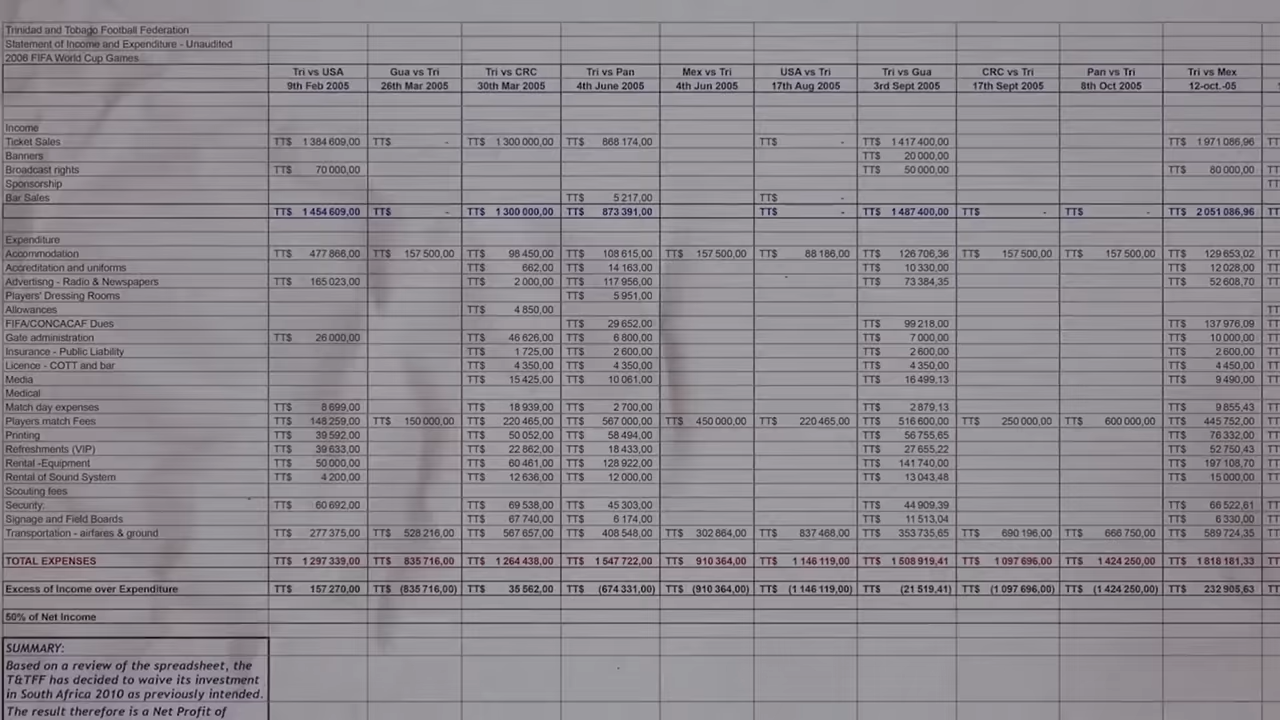 Trinidad and Tobago Football Federation
Statement of Income and Expenditure - Unaudited
2006 FIFA World Cup Games
Tri vs USA Gua vs Tri Tri vs CRC Tri vs Pan Mex vs Tri USA vs Tri Tri vs Gua CRC vs Tri Pan vs Tri Tri vs Mex
9th Feb 2005 26th Mar 2005 30th Mar 2005 4th June 2005 4th Jun 2005 17th Aug 2005 3rd Sept 2005 17th Sept 2005 8th Oct 2005 12-oct.-05
Income
Ticket Sales TT$ 1 384 609,00 TT$ - TT$ 1 300 000,00 TT$ 868 174,00 TT$ - TT$ 1 417 400,00 TT$ 1 971 086,96 TT
Banners TT$ 20 000,00
Broadcast rights TT$ 70 000,00 TT$ 50 000,00 TT$ 80 000,00 TT
Sponsorship TT
Bar Sales TT$ 5 217,00 TT$ -
TT$ 1 454 609,00 TT$ - TT$ 1 300 000,00 TT$ 873 391,00 TT$ - TT$ 1 487 400,00 TT$ - TT$ - TT$ 2 051 086,96 TT
Expenditure
Accommodation TT$ 477 866,00 TT$ 157 500,00 TT$ 98 450,00 TT$ 108 615,00 TT$ 157 500,00 TT$ 88 186,00 TT$ 126 706,36 TT$ 157 500,00 TT$ 157 500,00 TT$ 129 653,02 TT
Accreditation and uniforms TT$ 662,00 TT$ 14 163,00 TT$ 10 330,00 TT$ 12 028,00 TT
Advertisng - Radio & Newspapers TT$ 165 023,00 TT$ 2 000,00 TT$ 117 956,00 TT$ 73 384,35 TT$ 52 608,70 TT
Players' Dressing Rooms TT$ 5 951,00
Allowances TT$ 4 850,00 TT
FIFA/CONCACAF Dues TT$ 29 652,00 TT$ 99 218,00 TT$ 137 976,09 TT
Gate administration TT$ 26 000,00 TT$ 46 626,00 TT$ 6 800,00 TT$ 7 000,00 TT$ 10 000,00 TT
Insurance - Public Liability TT$ 1 725,00 TT$ 2 600,00 TT$ 2 600,00 TT$ 2 600,00 TT
Licence - COTT and bar TT$ 4 350,00 TT$ 4 350,00 TT$ 4 350,00 TT$ 4 450,00 TT
Media TT$ 15 425,00 TT$ 10 061,00 TT$ 16 499,13 TT$ 9 490,00 TT
Medical
Match day expenses TT$ 8 699,00 TT$ 18 939,00 TT$ 2 700,00 TT$ 2 879,13 TT$ 9 855,43 TT
Players match Fees TT$ 148 259,00 TT$ 150 000,00 TT$ 220 465,00 TT$ 567 000,00 TT$ 450 000,00 TT$ 220 465,00 TT$ 516 600,00 TT$ 250 000,00 TT$ 600 000,00 TT$ 445 752,00 TT
Printing TT$ 39 592,00 TT$ 50 052,00 TT$ 58 494,00 TT$ 56 755,65 TT$ 76 332,00 TT
Refreshments (VIP) TT$ 39 633,00 TT$ 22 862,00 TT$ 18 433,00 TT$ 27 655,22 TT$ 52 750,43 TT
Rental -Equipment TT$ 50 000,00 TT$ 60 461,00 TT$ 128 922,00 TT$ 141 740,00 TT$ 197 108,70 TT
Rental of Sound System TT$ 4 200,00 TT$ 12 636,00 TT$ 12 000,00 TT$ 13 043,48 TT$ 15 000,00 TT
Scouting fees
Security TT$ 60 692,00 TT$ 69 538,00 TT$ 45 303,00 TT$ 44 909,39 TT$ 66 522,61 TT
Signage and Field Boards TT$ 67 740,00 TT$ 6 174,00 TT$ 11 513,04 TT$ 6 330,00 TT
Transportation - airfares & ground TT$ 277 375,00 TT$ 528 216,00 TT$ 567 657,00 TT$ 408 548,00 TT$ 302 864,00 TT$ 837 468,00 TT$ 353 735,65 TT$ 690 196,00 TT$ 666 750,00 TT$ 589 724,35 TT
TOTAL EXPENSES TT$ 1 297 339,00 TT$ 835 716,00 TT$ 1 264 438,00 TT$ 1 547 722,00 TT$ 910 364,00 TT$ 1 146 119,00 TT$ 1 508 919,41 TT$ 1 097 696,00 TT$ 1 424 250,00 TT$ 1 818 181,33 TT
Excess of Income over Expenditure TT$ 157 270,00 TT$ (835 716,00) TT$ 35 562,00 TT$ (674 331,00) TT$ (910 364,00) TT$ (1 146 119,00) TT$ (21 519,41) TT$ (1 097 696,00) TT$ (1 424 250,00) TT$ 232 905,63 TT
50% of Net Income
SUMMARY:
Based on a review of the spreadsheet, the
T&TFF has decided to waive its investment
in South Africa 2010 as previously intended.
The result therefore is a Net Profit of